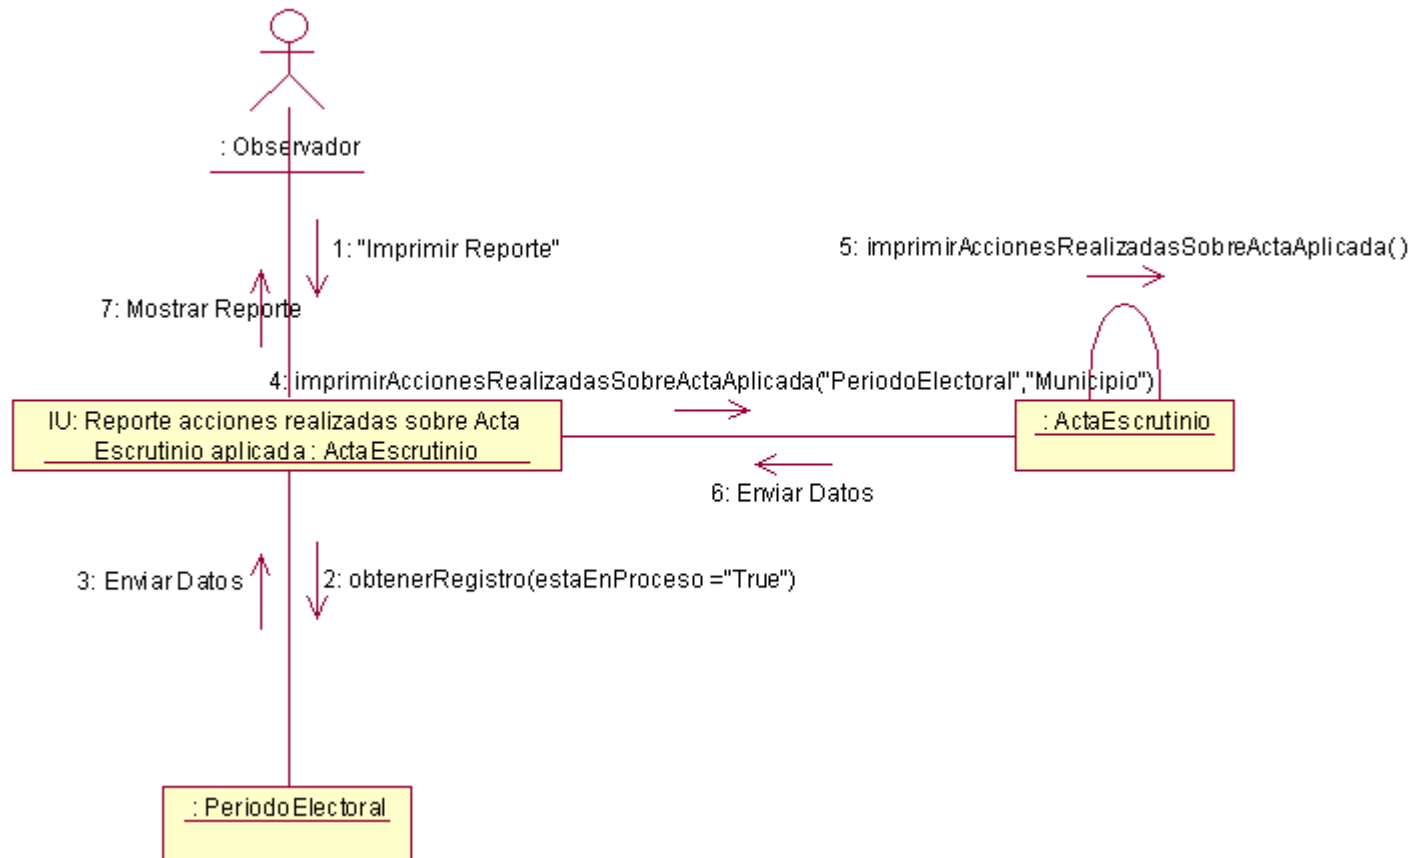 : Observador
1: "Imprimir Reporte"
5: imprimirAccionesRealizadasSobreActaAplicada( )
7: Mostrar Reporte
4: imprimirAccionesRealizadasSobreActaAplicada("PeriodoElectoral","Municipio")
IU: Reporte acciones realizadas sobre Acta
Escrutinio aplicada : ActaEscrutinio
: ActaEscrutinio
6: Enviar Datos
3: Enviar Datos
2: obtenerRegistro(estaEnProceso ="True")
: PeriodoElectoral